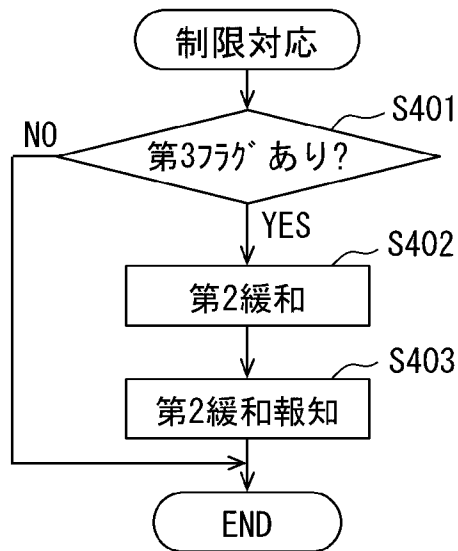 制限対応
S401
NO
第3ﾌﾗｸﾞあり?
YES
S402
第2緩和
S403
第2緩和報知
END